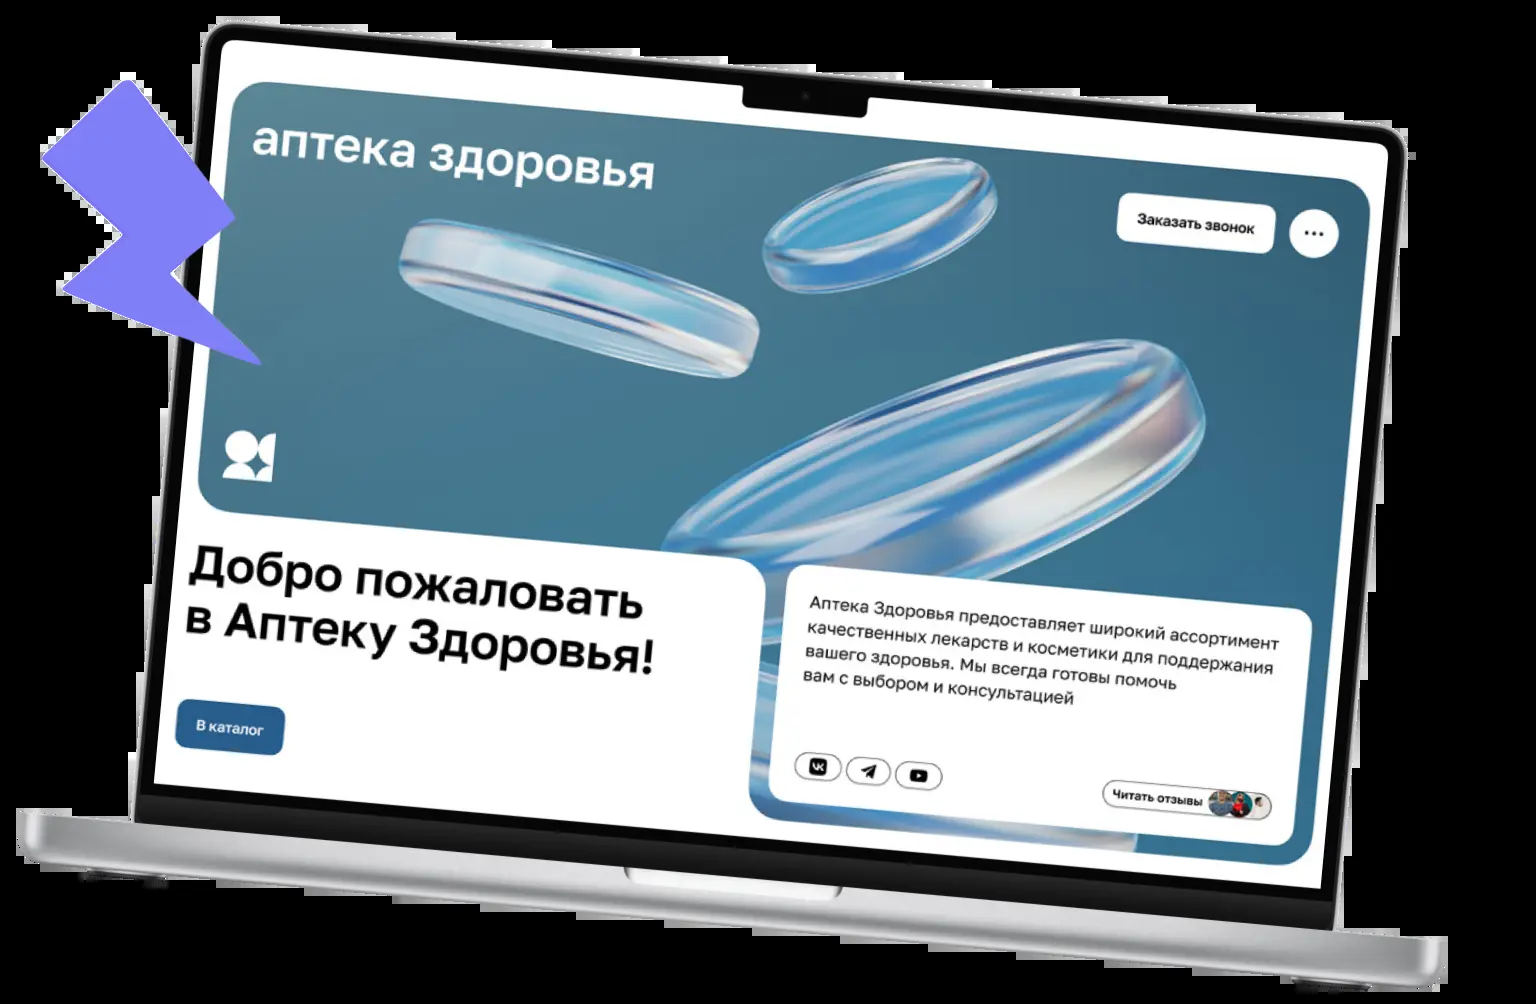 аптека здоровья
Заказать звонок
Добро пожаловать
в Аптеку Здоровья!
В каталог
Аптека Здоровья предоставляет широкий ассортимент
качественных лекарств и косметики для поддержания
вашего здоровья. Мы всегда готовы помочь
вам с выбором и консультацией
Читать отзывы